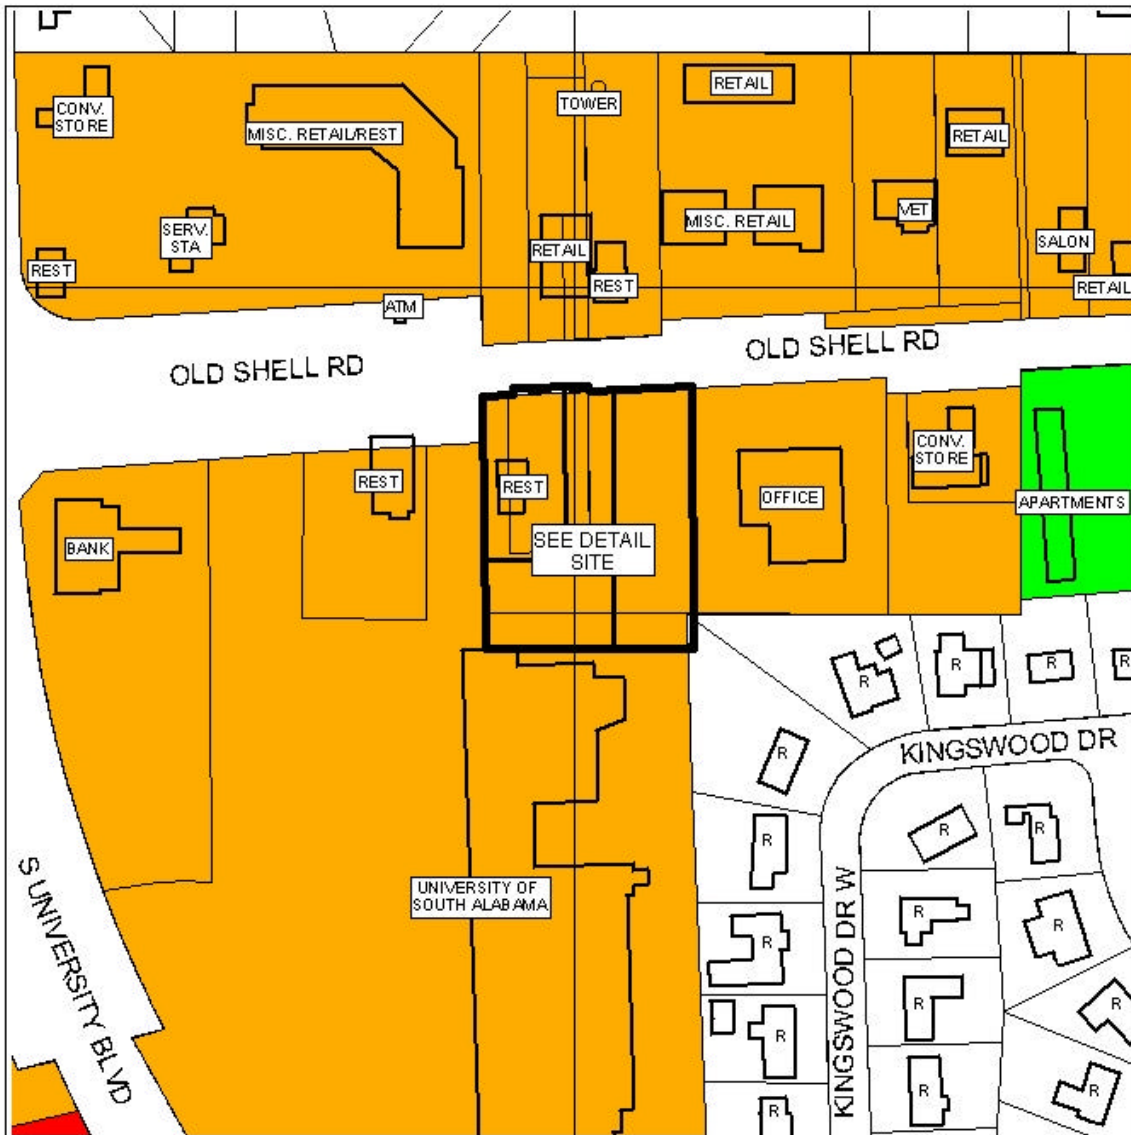 CONV.
STORE
MISC. RETAIL/REST
TOWER
RETAIL
RETAIL
SERV.
STA
REST
ATM
RETAIL
REST
MISC. RETAIL
VET
SALON
RETAIL
OLD SHELL RD
OLD SHELL RD
BANK
REST
REST
SEE DETAIL
SITE
OFFICE
CONV.
STORE
APARTMENTS
R
R
R
R
R
KINGSWOOD DR
R
R
R
UNIVERSITY OF
SOUTH ALABAMA
S UNIVERSITY BLVD
KINGSWOOD DR W
R
R
R
R
R
R
R
R
R
R